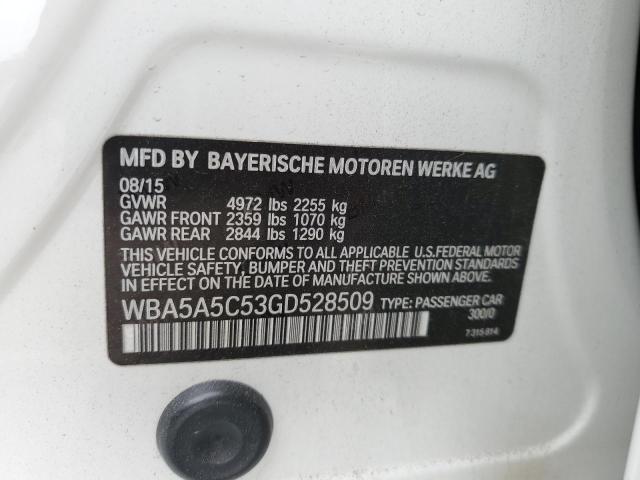 MFD BY BAYERISCHE MOTOREN WERKE AG
08/15
GVWR 4972 lbs 2255 kg
GAWR FRONT 2359 lbs 1070 kg
GAWR REAR 2844 lbs 1290 kg
THIS VEHICLE CONFORMS TO ALL APPLICABLE U.S.FEDERAL MOTOR
VEHICLE SAFETY, BUMPER AND THEFT PREVENTION STANDARDS
IN EFFECT ON THE DATE OF MANUFACTURE SHOWN ABOVE.
WBA5A5C53GD528509 TYPE: PASSENGER CAR
300/0
7 315 814